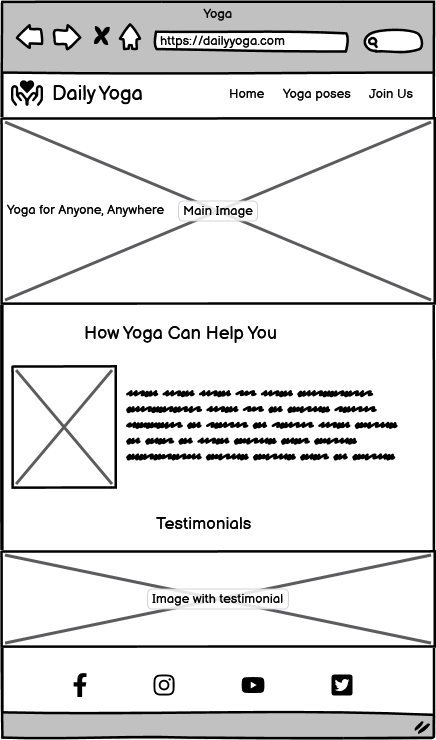 Yoga
https://dailyyoga.com
Daily Yoga
Home Yoga poses Join Us
Yoga for Anyone, Anywhere
Main Image
How Yoga Can Help You
Testimonials
Image with testimonial